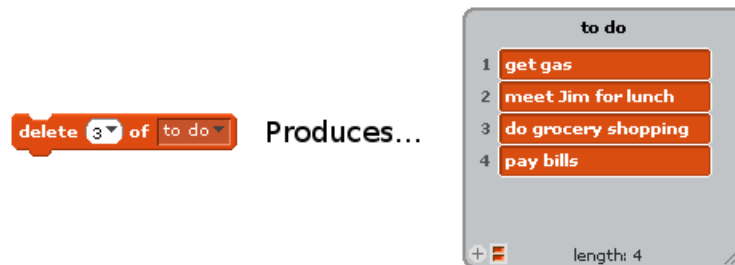 delete 3 of to do
Produces...
to do
1 get gas
2 meet Jim for lunch
3 do grocery shopping
4 pay bills
+ length: 4